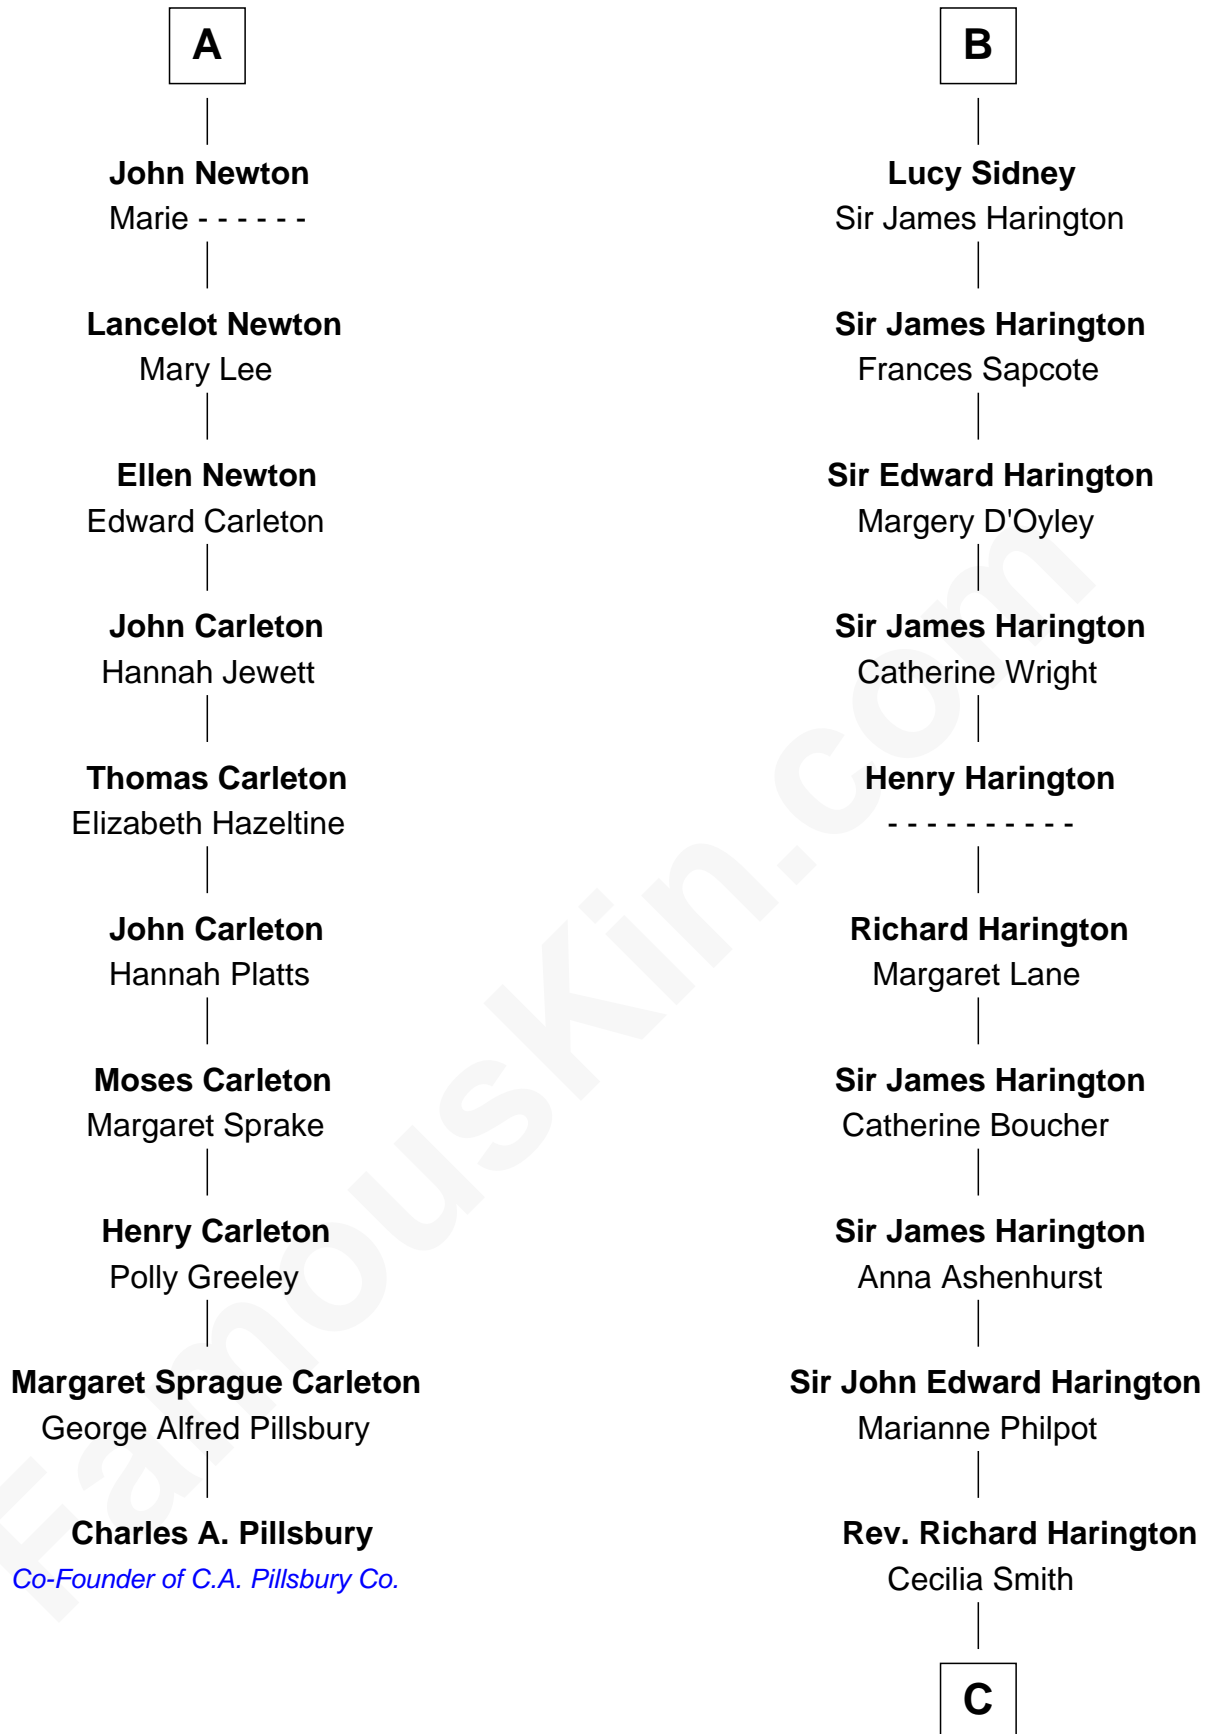 A
John Newton
Marie - - - - - -
Lancelot Newton
Mary Lee
Ellen Newton
Edward Carleton
John Carleton
Hannah Jewett
Thomas Carleton
Elizabeth Hazeltine
John Carleton
Hannah Platts
Moses Carleton
Margaret Sprake
Henry Carleton
Polly Greeley
Margaret Sprague Carleton
George Alfred Pillsbury
Charles A. Pillsbury
Co-Founder of C.A. Pillsbury Co.
B
Lucy Sidney
Sir James Harington
Sir James Harington
Frances Sapcote
Sir Edward Harington
Margery D'Oyley
Sir James Harington
Catherine Wright
Henry Harington
- - - - - - - - - -
Richard Harington
Margaret Lane
Sir James Harington
Catherine Boucher
Sir James Harington
Anna Ashenhurst
Sir John Edward Harington
Marianne Philpot
Rev. Richard Harington
Cecilia Smith
C
FamousKin.com